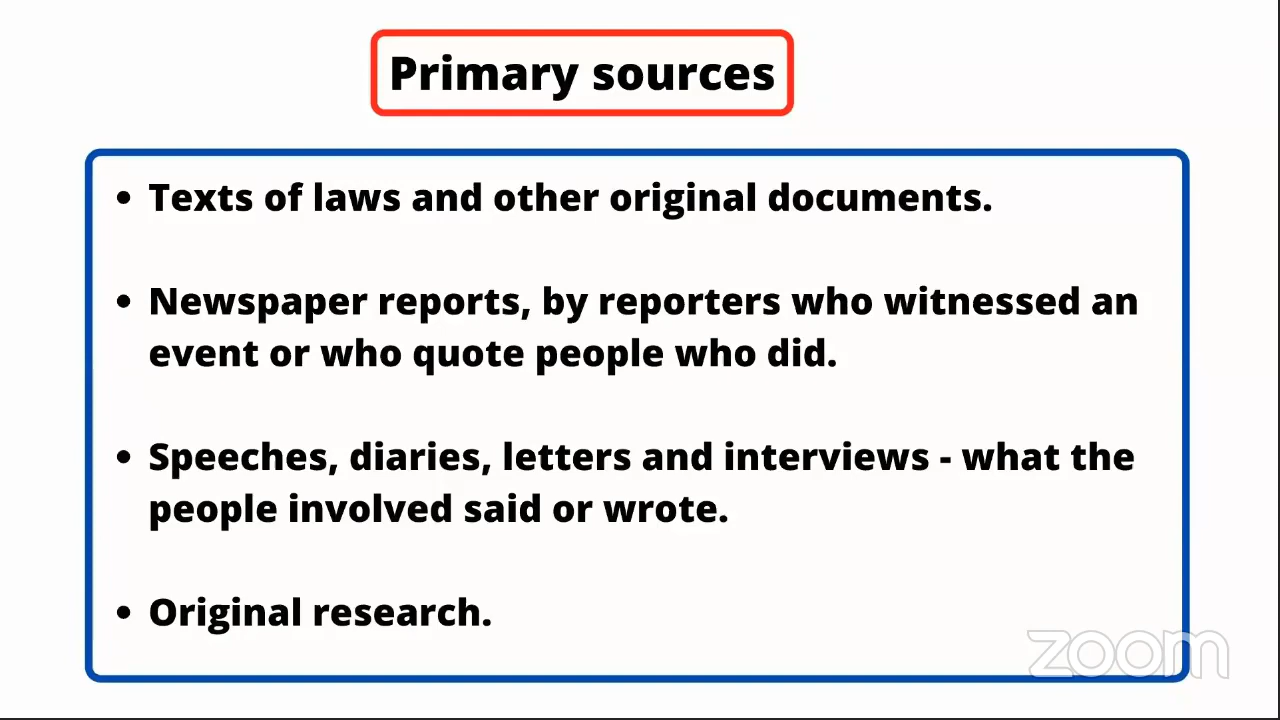 Primary sources
• Texts of laws and other original documents.
• Newspaper reports, by reporters who witnessed an
event or who quote people who did.
• Speeches, diaries, letters and interviews - what the
people involved said or wrote.
• Original research.
zoom